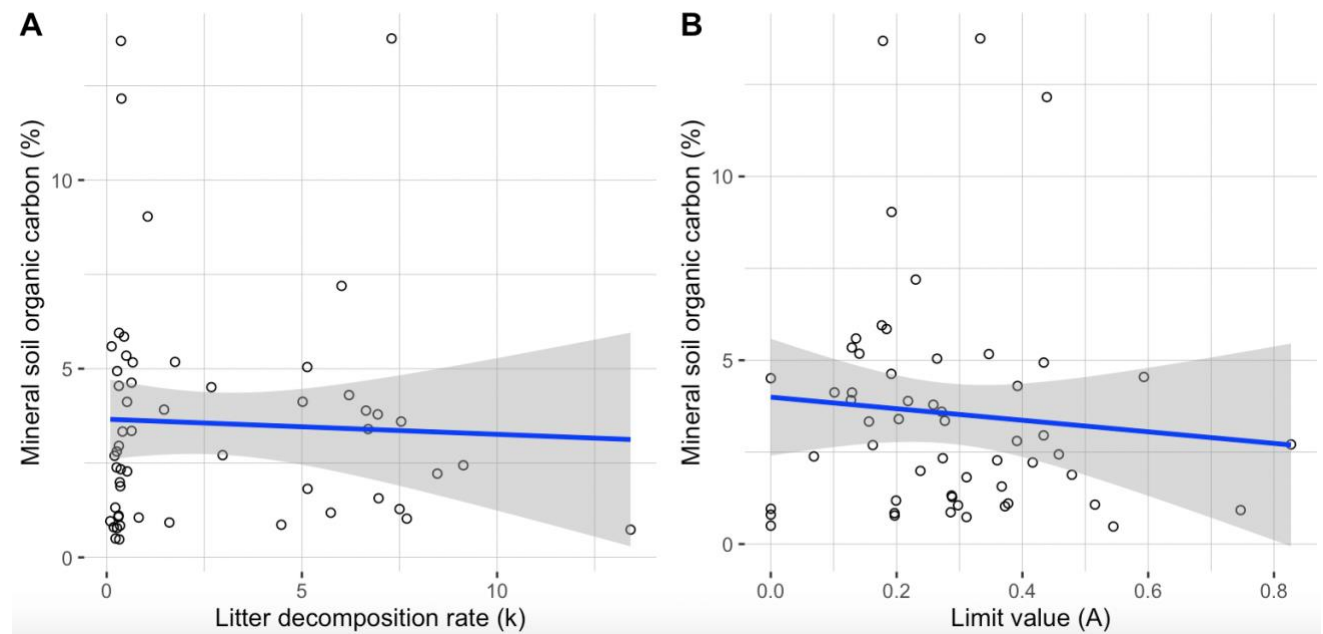 A
B
Mineral soil organic carbon (%)
10
5
0
0
5
10
Litter decomposition rate (k)
Mineral soil organic carbon (%)
10
5
0
0.0
0.2
0.4
0.6
0.8
Limit value (A)